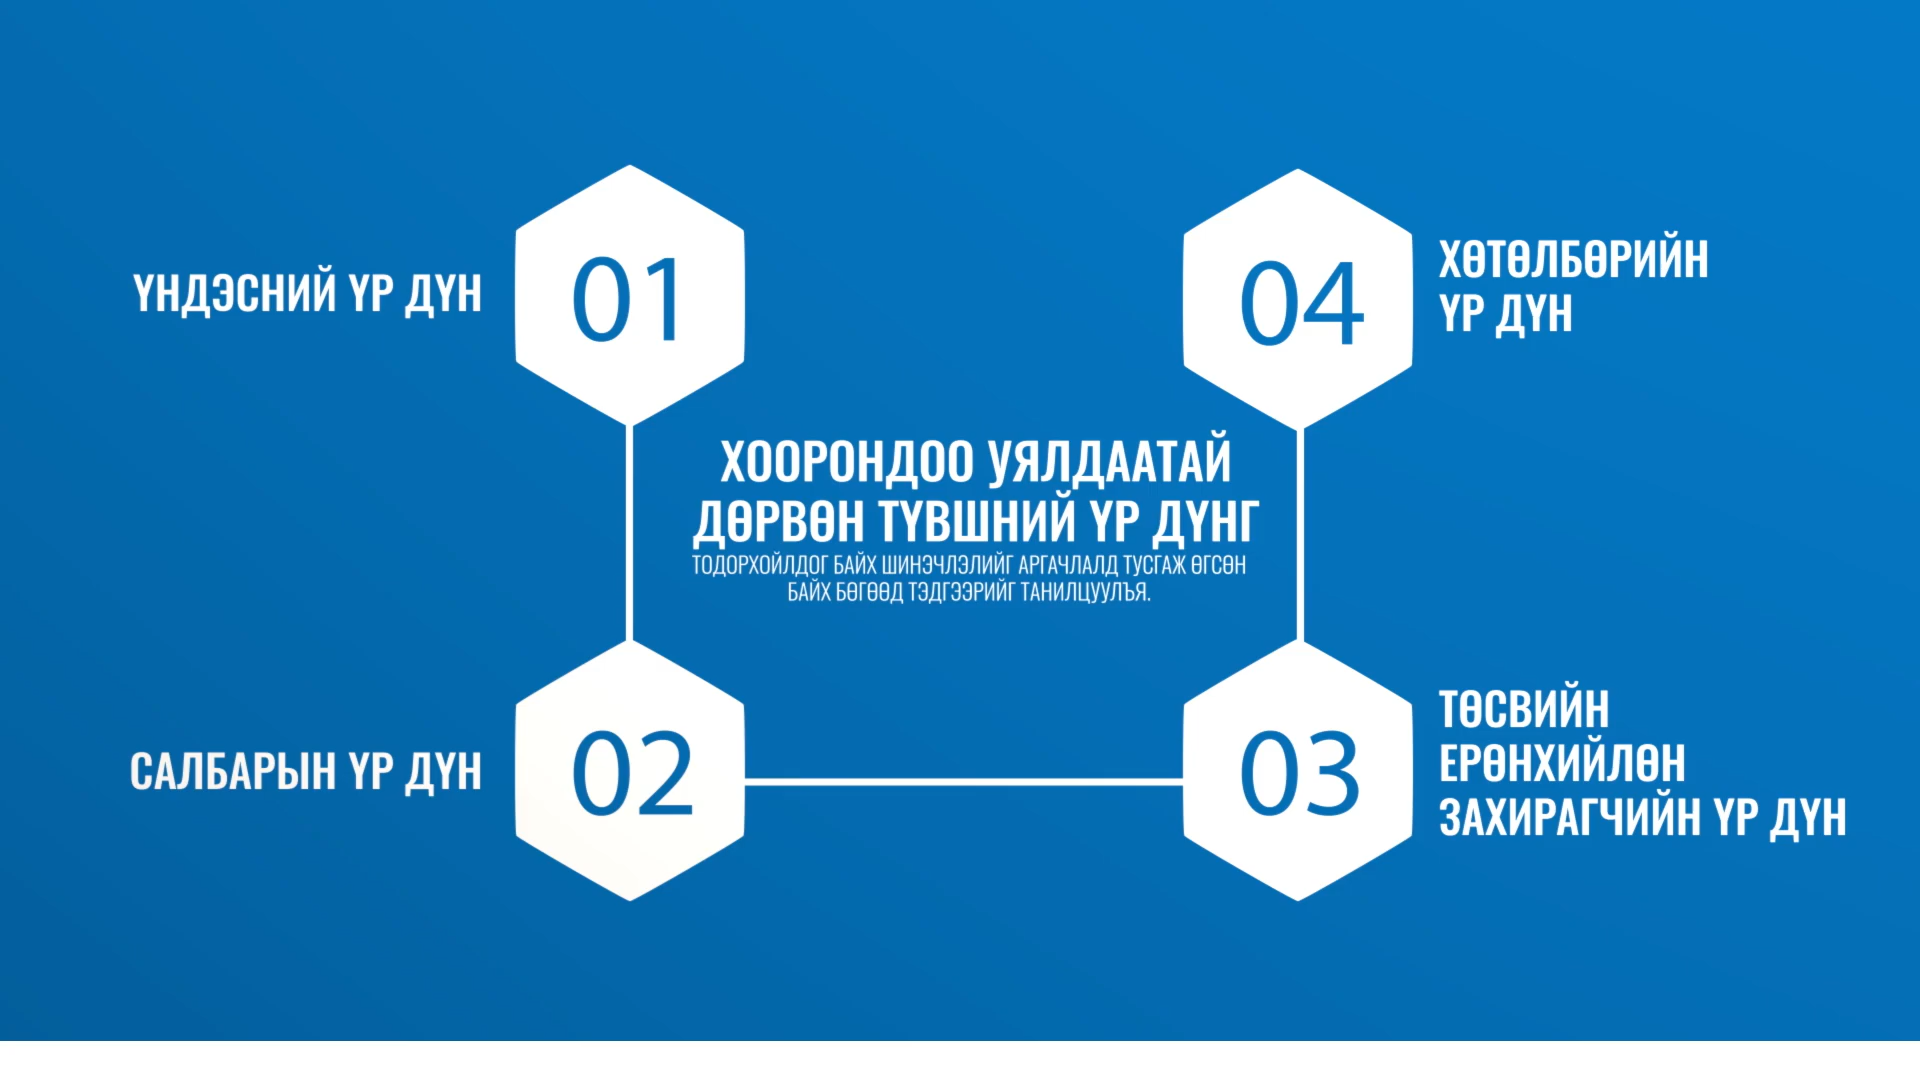 01
ҮНДЭСНИЙ ҮР ДҮН
04
ХӨТӨЛБӨРИЙН
ҮР ДҮН
ХООРОНДОО УЯЛДААТАЙ
ДӨРВӨН ТҮВШНИЙ ҮР ДҮНГ
ТОДОРХОЙЛДОГ БАЙХ ШИНЭЧЛЭЛИЙГ АРГАЧЛАЛД ТУСГАЖ ӨГСӨН
БАЙХ БӨГӨӨД ТЭДГЭЭРИЙГ ТАНИЛЦУУЛЪЯ.
02
САЛБАРЫН ҮР ДҮН
03
ТӨСВИЙН
ЕРӨНХИЙЛӨН
ЗАХИРАГЧИЙН ҮР ДҮН